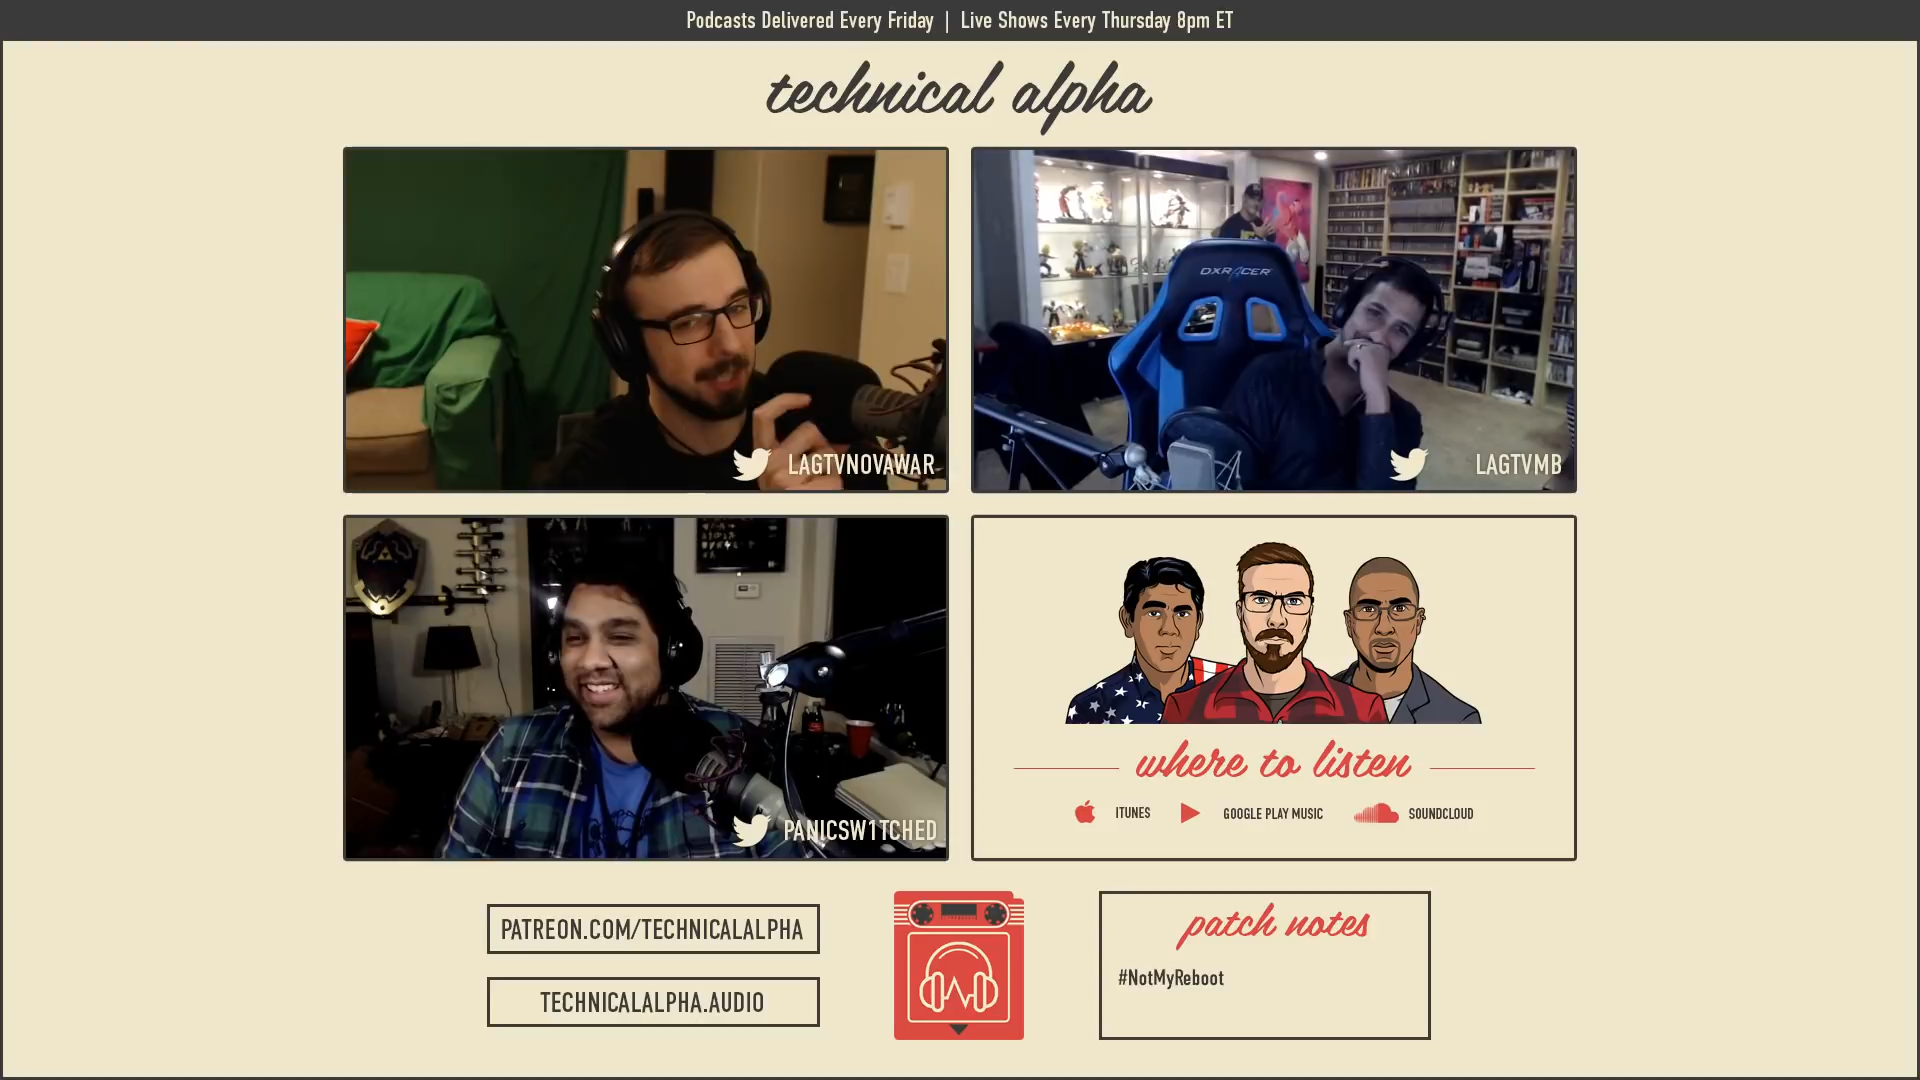 Podcasts Delivered Every Friday | Live Shows Every Thursday 8pm ET
technical alpha
LAGTVNOVAWAR
DXRACER
LAGTVMB
PANICSW1TCHED
where to listen
ITUNES
GOOGLE PLAY MUSIC
SOUNDCLOUD
PATREON.COM/TECHNICALALPHA
TECHNICALALPHA.AUDIO
patch notes
#NotMyReboot